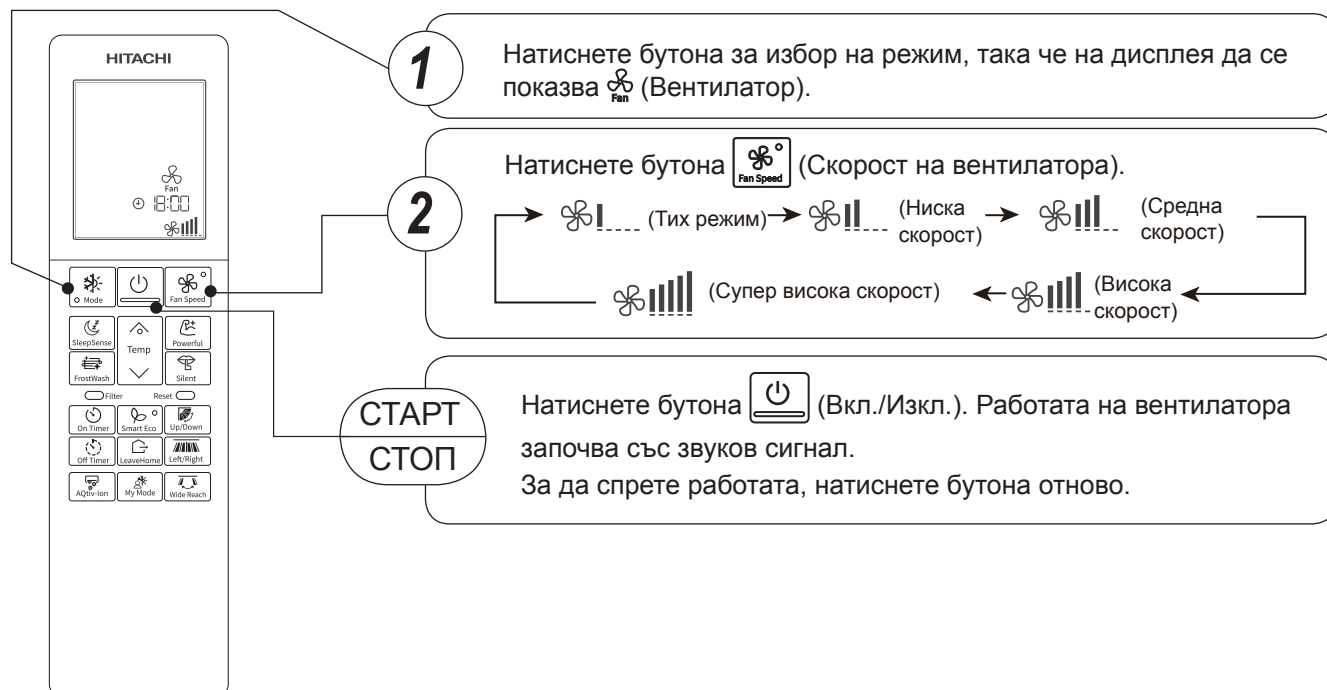 HITACHI
Fan
18:00
Mode
Fan Speed
SleepSense
Temp
Powerful
FrostWash
Silent
Filter
Reset
On Timer
Smart Eco
Up/Down
Off Timer
LeaveHome
Left/Right
AQtiv-Ion
My Mode
Wide Reach
1
Натиснете бутона за избор на режим, така че на дисплея да се
показва Fan (Вентилатор).
2
Натиснете бутона Fan Speed (Скорост на вентилатора).
(Тих режим)
(Ниска
скорост)
(Средна
скорост)
(Висока
скорост)
(Супер висока скорост)
СТАРТ
СТОП
Натиснете бутона (Вкл./Изкл.). Работата на вентилатора
започва със звуков сигнал.
За да спрете работата, натиснете бутона отново.